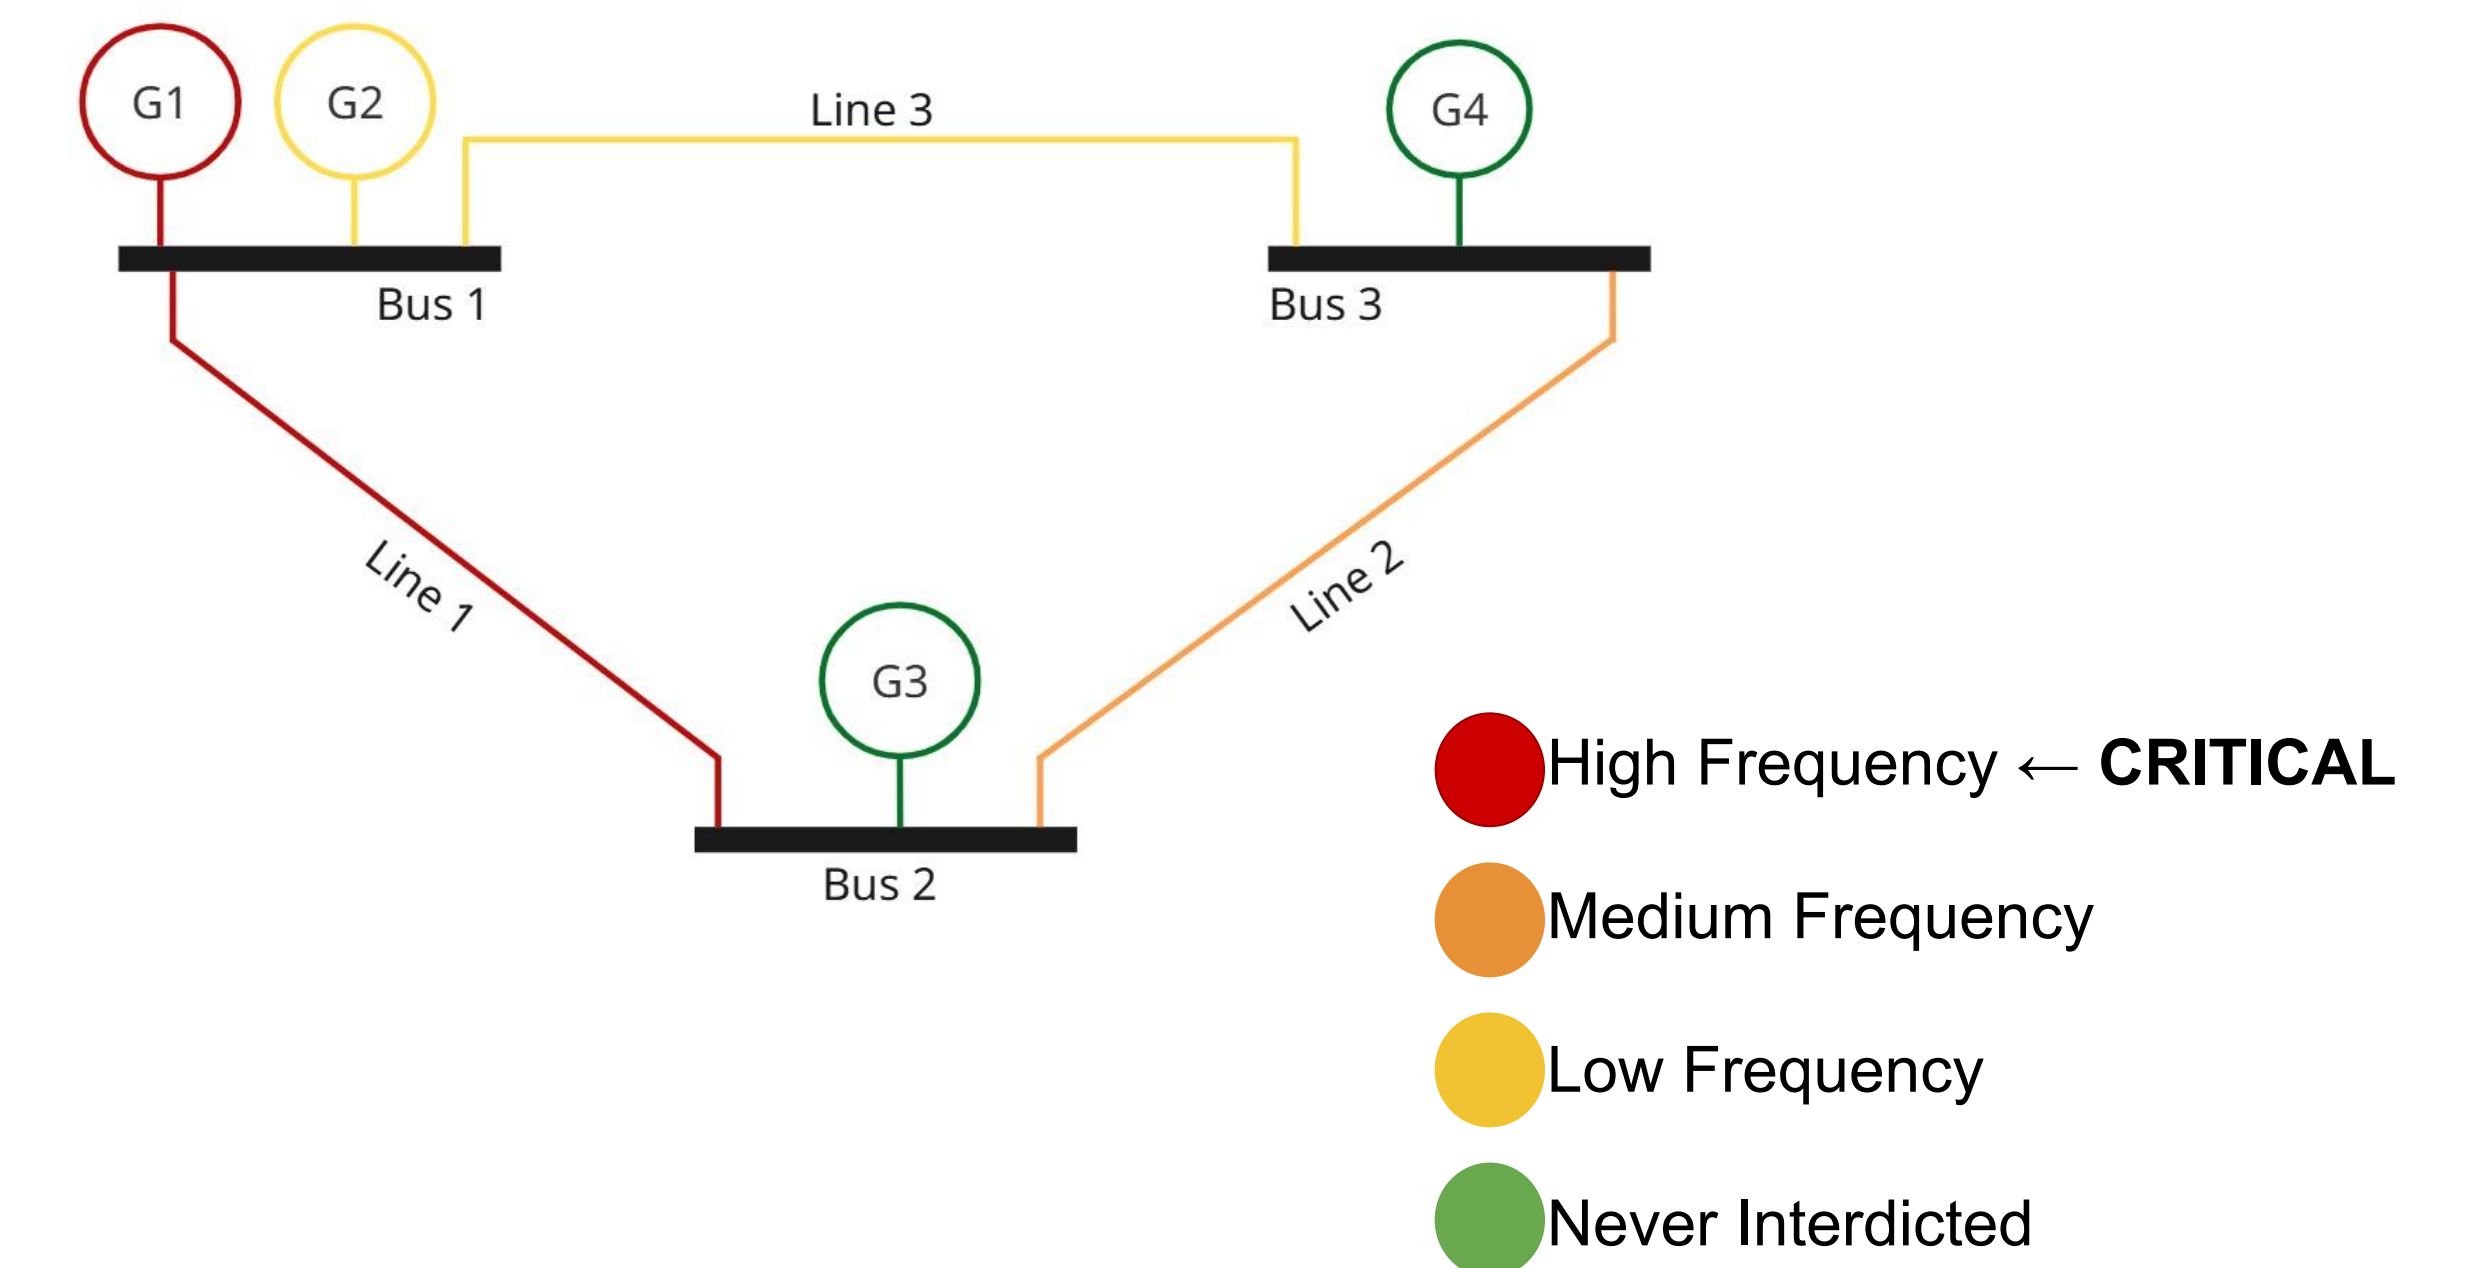 G1
G2
Line 3
G4
Bus 1
Bus 3
Line 1
Line 2
G3
Bus 2
High Frequency ← CRITICAL
Medium Frequency
Low Frequency
Never Interdicted